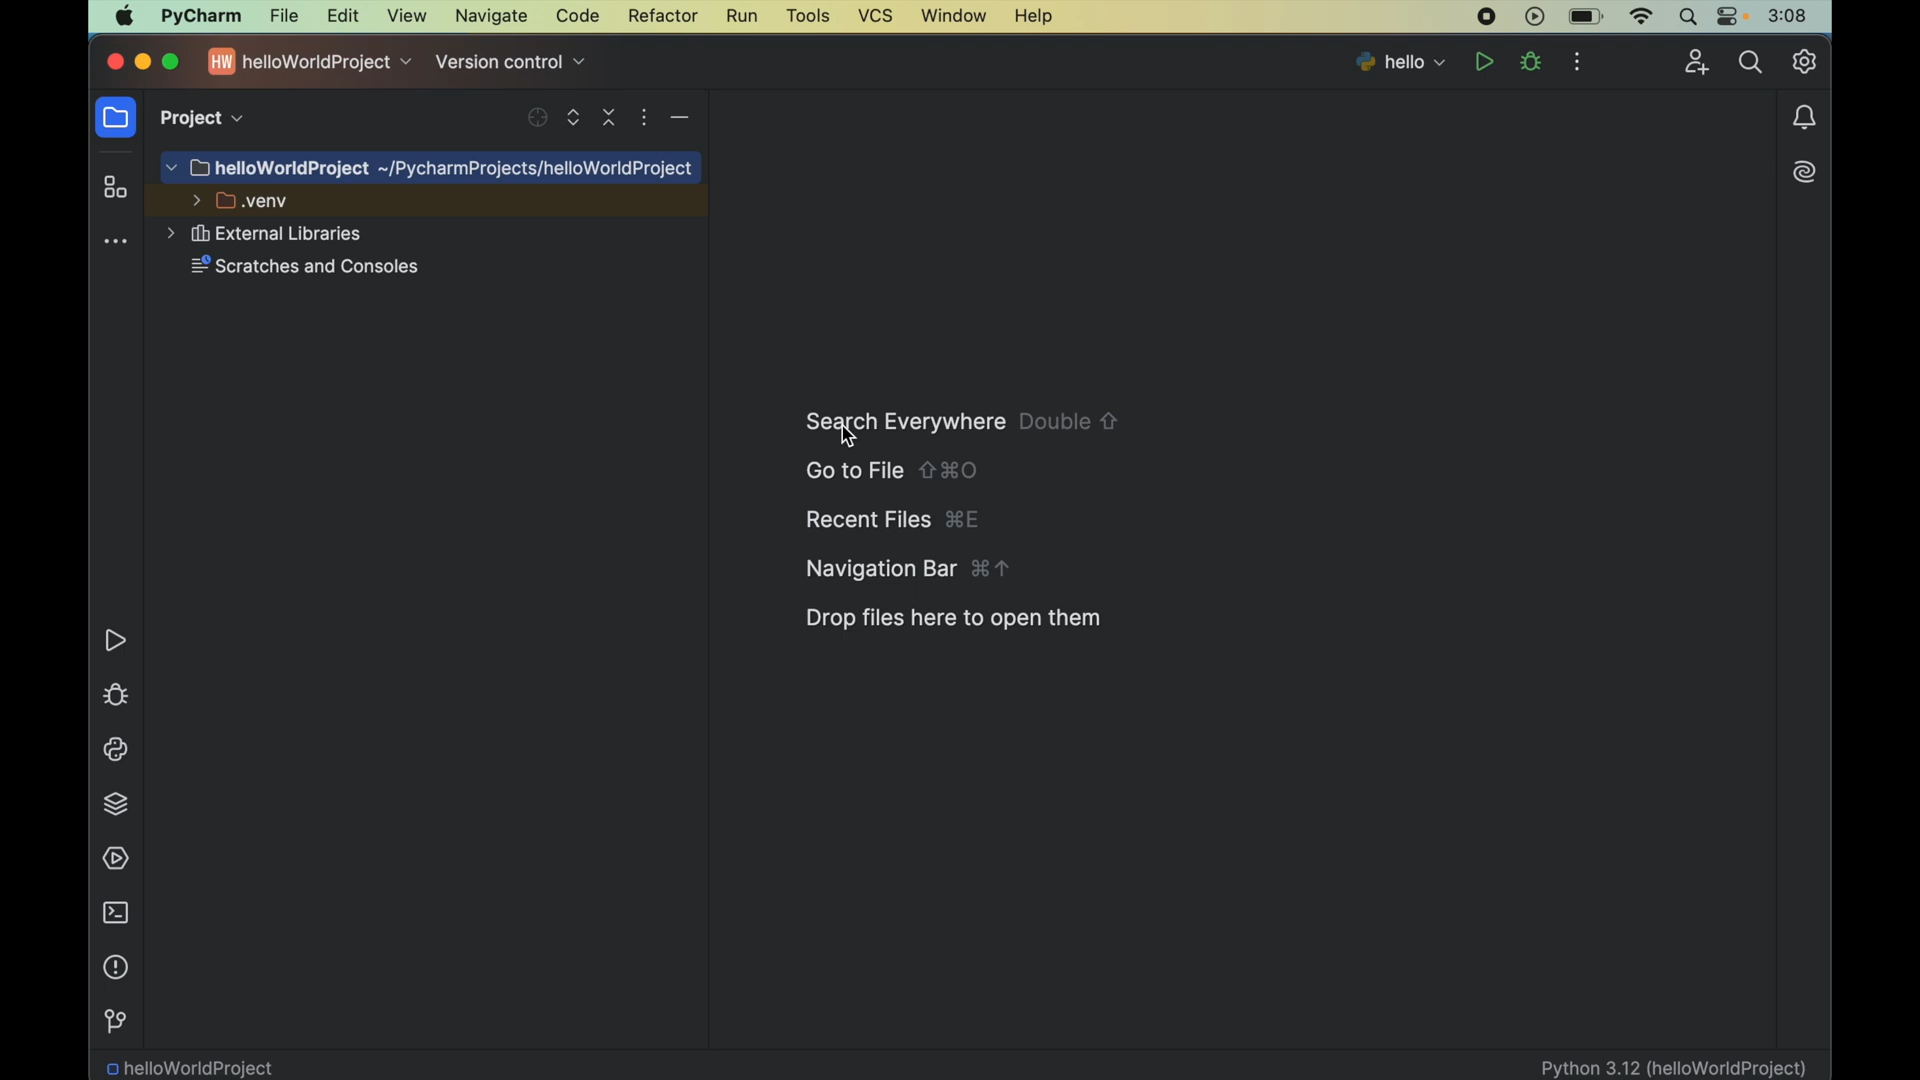 PyCharm File Edit View Navigate Code Refactor Run Tools VCS Window Help 3:08
HW helloWorldProject Version control hello
Project
helloWorldProject ~/PycharmProjects/helloWorldProject
.venv
External Libraries
Scratches and Consoles
Search Everywhere Double ⇧
Go to File ⇧⌘O
Recent Files ⌘E
Navigation Bar ⌘↑
Drop files here to open them
helloWorldProject Python 3.12 (helloWorldProject)